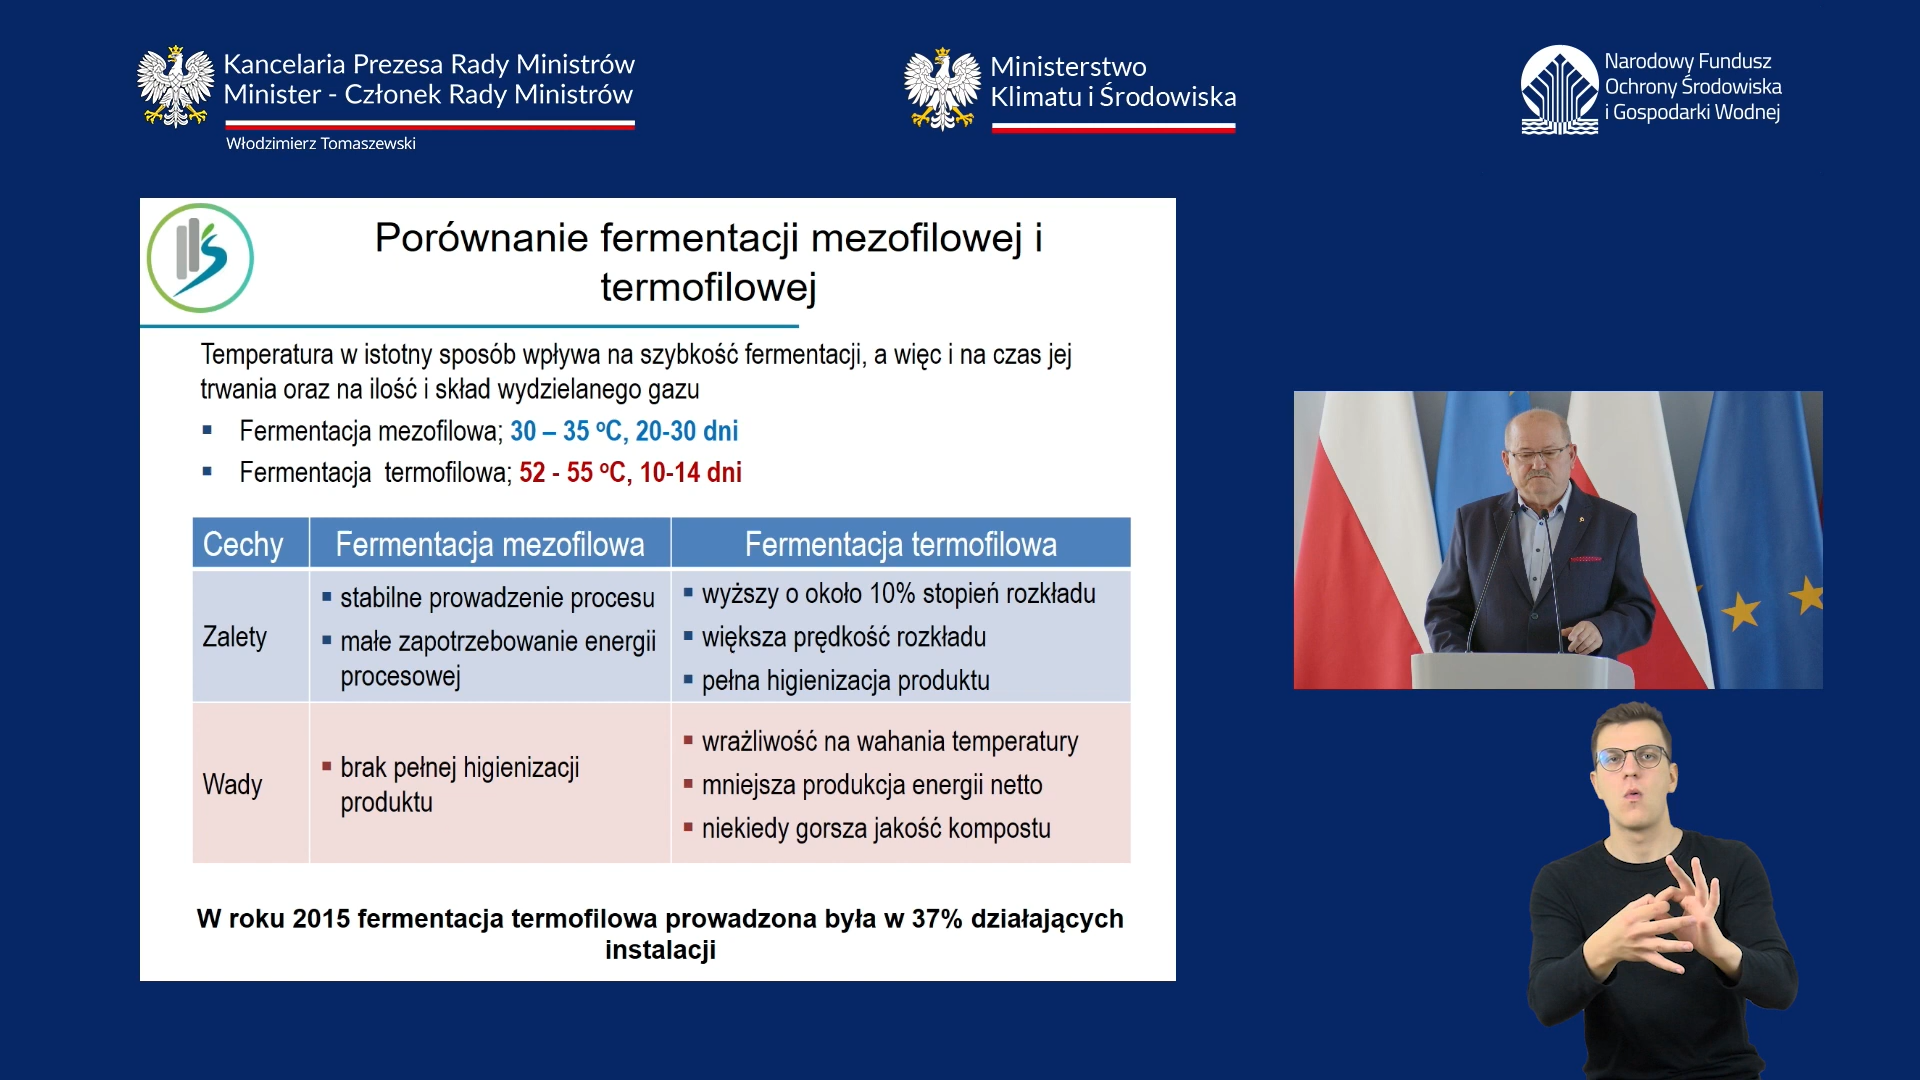 Kancelaria Prezesa Rady Ministrów
Minister - Członek Rady Ministrów
Włodzimierz Tomaszewski
Ministerstwo
Klimatu i Środowiska
Narodowy Fundusz
Ochrony Środowiska
i Gospodarki Wodnej
Porównanie fermentacji mezofilowej i
termofilowej
Temperatura w istotny sposób wpływa na szybkość fermentacji, a więc i na czas jej
trwania oraz na ilość i skład wydzielanego gazu
▪ Fermentacja mezofilowa; 30 – 35 ºC, 20-30 dni
▪ Fermentacja termofilowa; 52 - 55 ºC, 10-14 dni
Cechy
Fermentacja mezofilowa
Fermentacja termofilowa
Zalety
▪ stabilne prowadzenie procesu
▪ małe zapotrzebowanie energii
procesowej
▪ wyższy o około 10% stopień rozkładu
▪ większa prędkość rozkładu
▪ pełna higienizacja produktu
Wady
▪ brak pełnej higienizacji
produktu
▪ wrażliwość na wahania temperatury
▪ mniejsza produkcja energii netto
▪ niekiedy gorsza jakość kompostu
W roku 2015 fermentacja termofilowa prowadzona była w 37% działających
instalacji